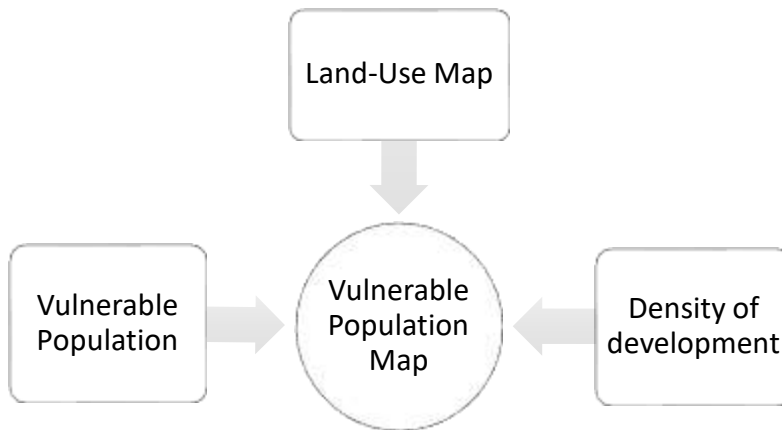 Land-Use Map
Vulnerable
Population
Vulnerable
Population
Map
Density of
development